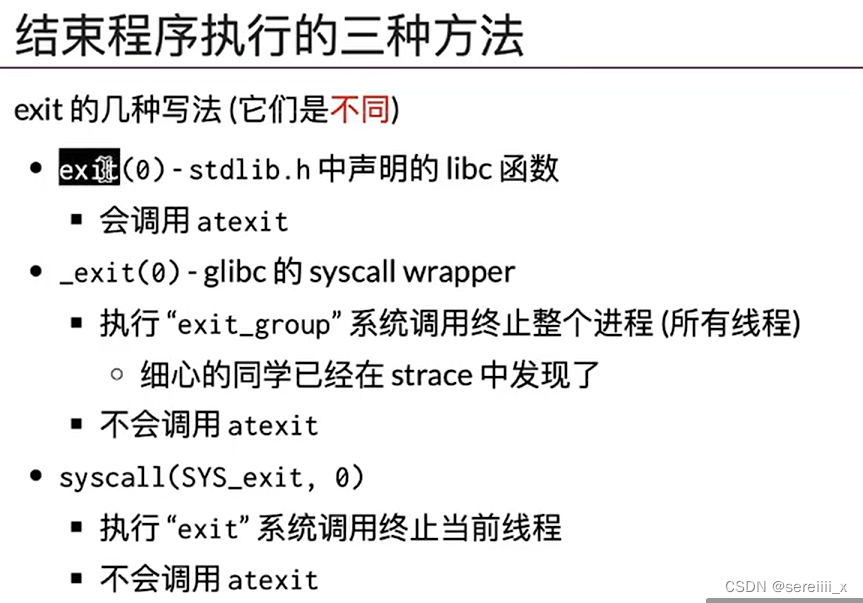 结束程序执行的三种方法
exit 的几种写法 (它们是不同)
• exit(0) - stdlib.h 中声明的 libc 函数
▪ 会调用 atexit
• _exit(0) - glibc 的 syscall wrapper
▪ 执行 “exit_group” 系统调用终止整个进程 (所有线程)
○ 细心的同学已经在 strace 中发现了
▪ 不会调用 atexit
• syscall(SYS_exit, 0)
▪ 执行 “exit” 系统调用终止当前线程
▪ 不会调用 atexit
CSDN @sereiiii_x